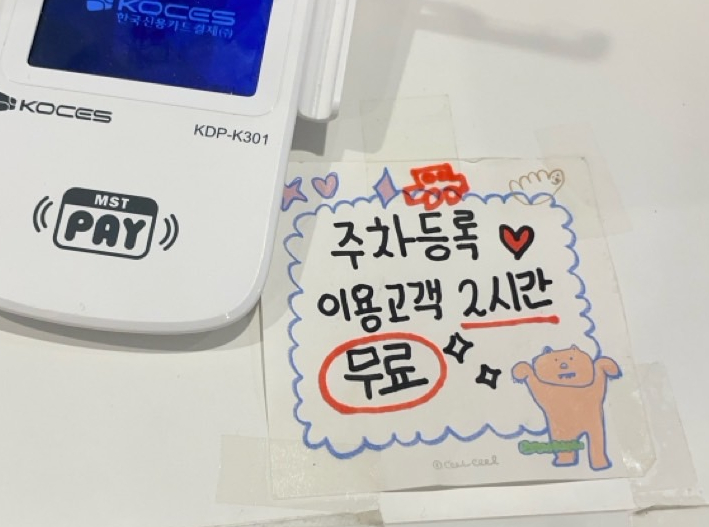 KOCES
한국신용카드결제(주)
KOCES
KDP-K301
MST
PAY
주차등록
이용고객 2시간
무료